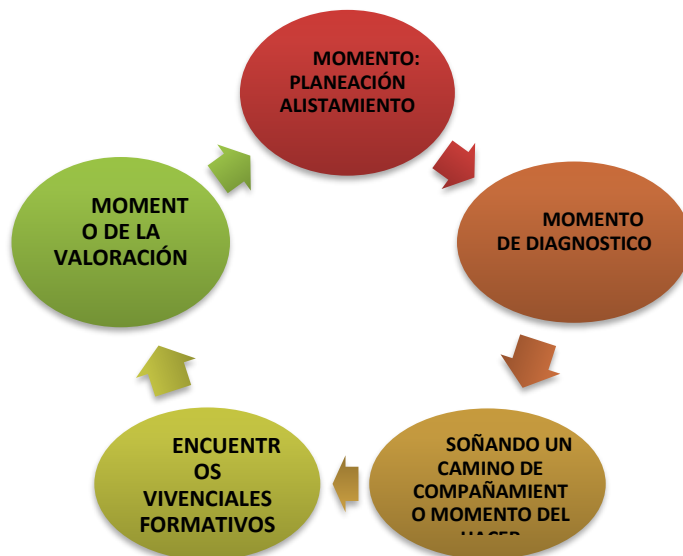 MOMENTO:
PLANEACIÓN
ALISTAMIENTO
MOMENTO
DE DIAGNOSTICO
SOÑANDO UN
CAMINO DE
COMPAÑAMIENT
O MOMENTO DEL
HACER
ENCUENTR
OS
VIVENCIALES
FORMATIVOS
MOMENT
O DE LA
VALORACIÓN